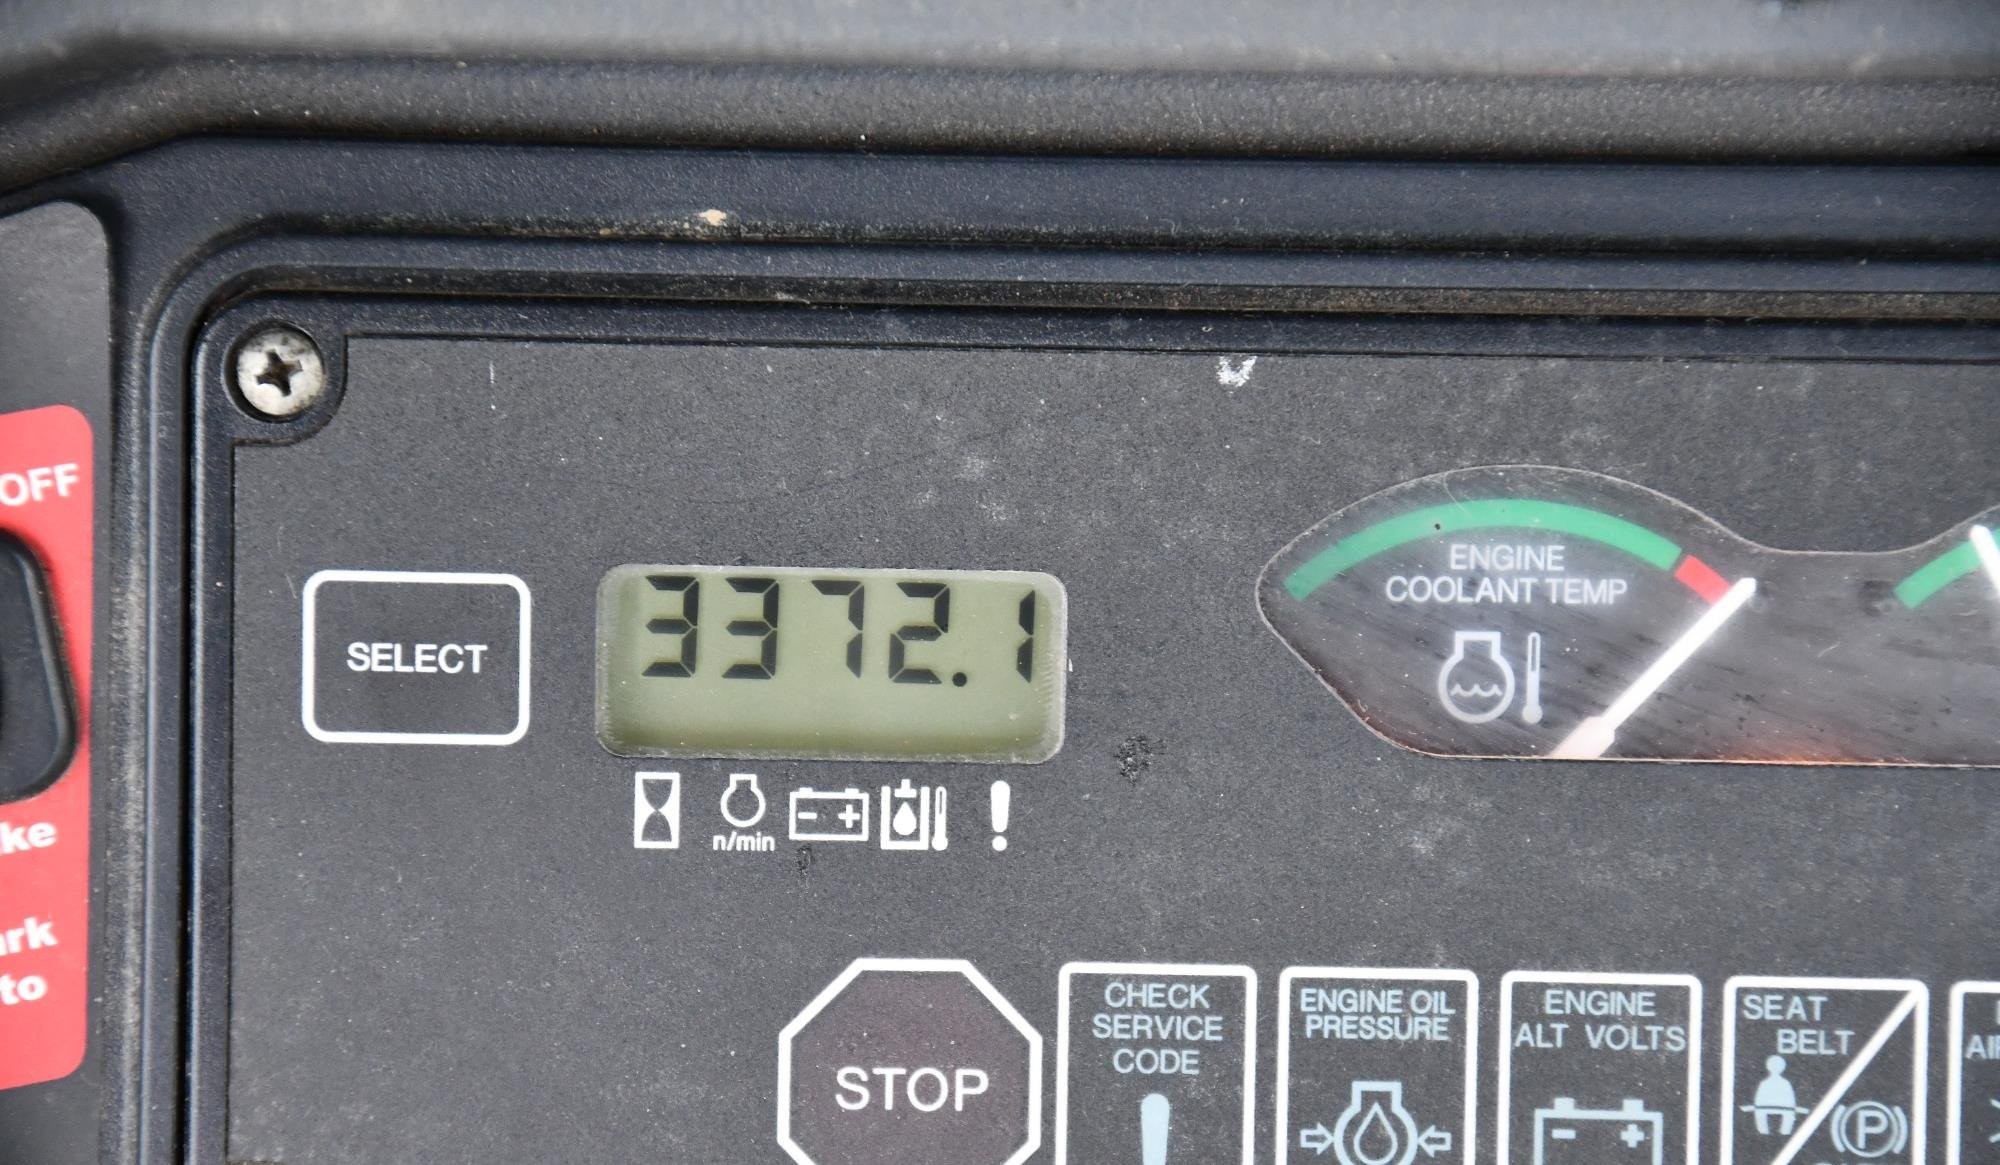 OFF
SELECT
3372.1
ENGINE
COOLANT TEMP
n/min
STOP
CHECK
SERVICE
CODE
ENGINE OIL
PRESSURE
ENGINE
ALT VOLTS
SEAT
BELT
P
to